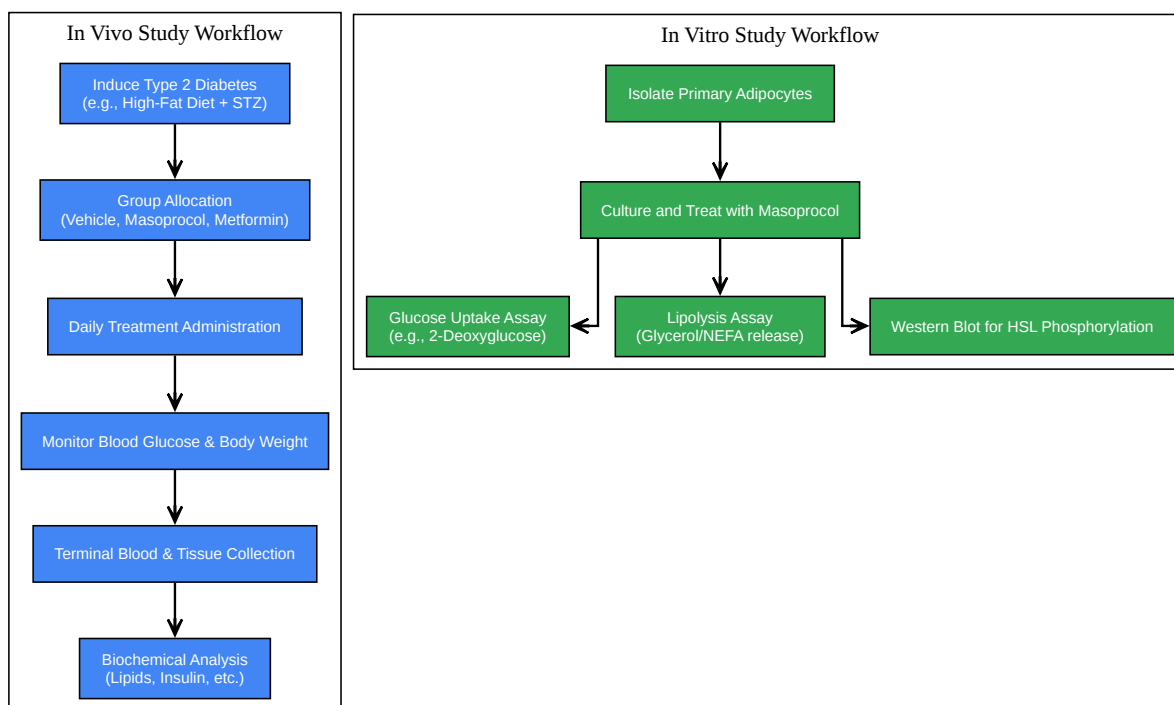 In Vivo Study Workflow
Induce Type 2 Diabetes
(e.g., High-Fat Diet + STZ)
Group Allocation
(Vehicle, Masoprocol, Metformin)
Daily Treatment Administration
Monitor Blood Glucose & Body Weight
Terminal Blood & Tissue Collection
Biochemical Analysis
(Lipids, Insulin, etc.)
In Vitro Study Workflow
Isolate Primary Adipocytes
Culture and Treat with Masoprocol
Glucose Uptake Assay
(e.g., 2-Deoxyglucose)
Lipolysis Assay
(Glycerol/NEFA release)
Western Blot for HSL Phosphorylation